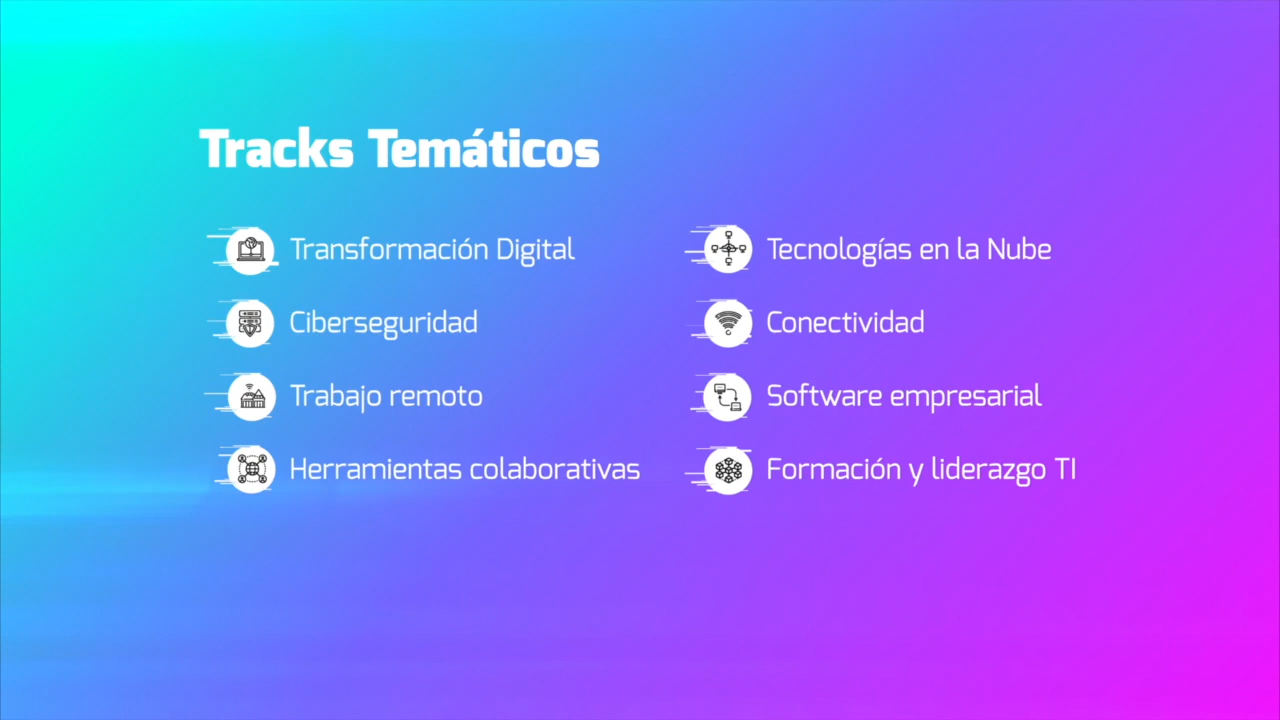 Tracks Temáticos
Transformación Digital
Ciberseguridad
Trabajo remoto
Herramientas colaborativas
Tecnologías en la Nube
Conectividad
Software empresarial
Formación y liderazgo TI